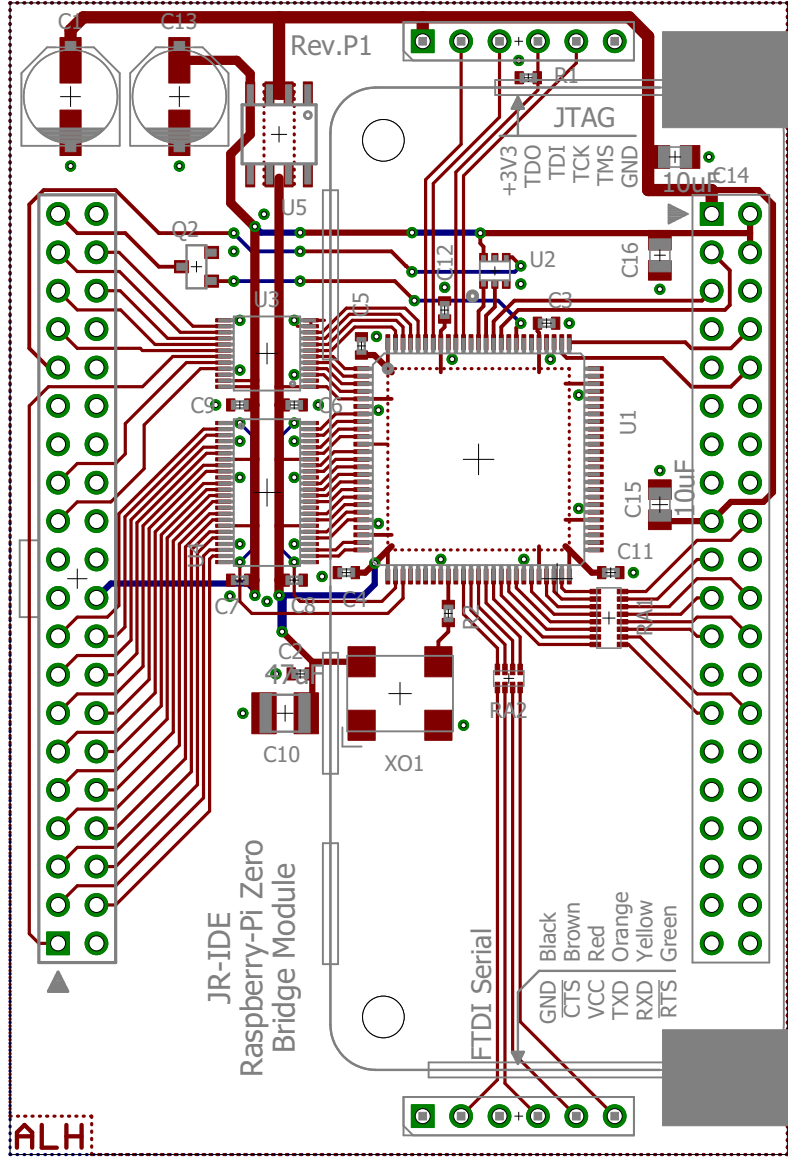 C1
C13
Rev.P1
R1
JTAG
+3V3
TDO
TDI
TCK
TMS
GND
10uF
C14
U5
Q2
C12
U2
C16
U3
C5
C3
C9
C6
U1
C15
10uF
C4
C11
C7
C8
R2
RA1
C2
47uF
RA2
C10
XO1
JR-IDE
Raspberry-Pi Zero
Bridge Module
FTDI Serial
GND Black
CTS Brown
VCC Red
TXD Orange
RXD Yellow
RTS Green
ALH